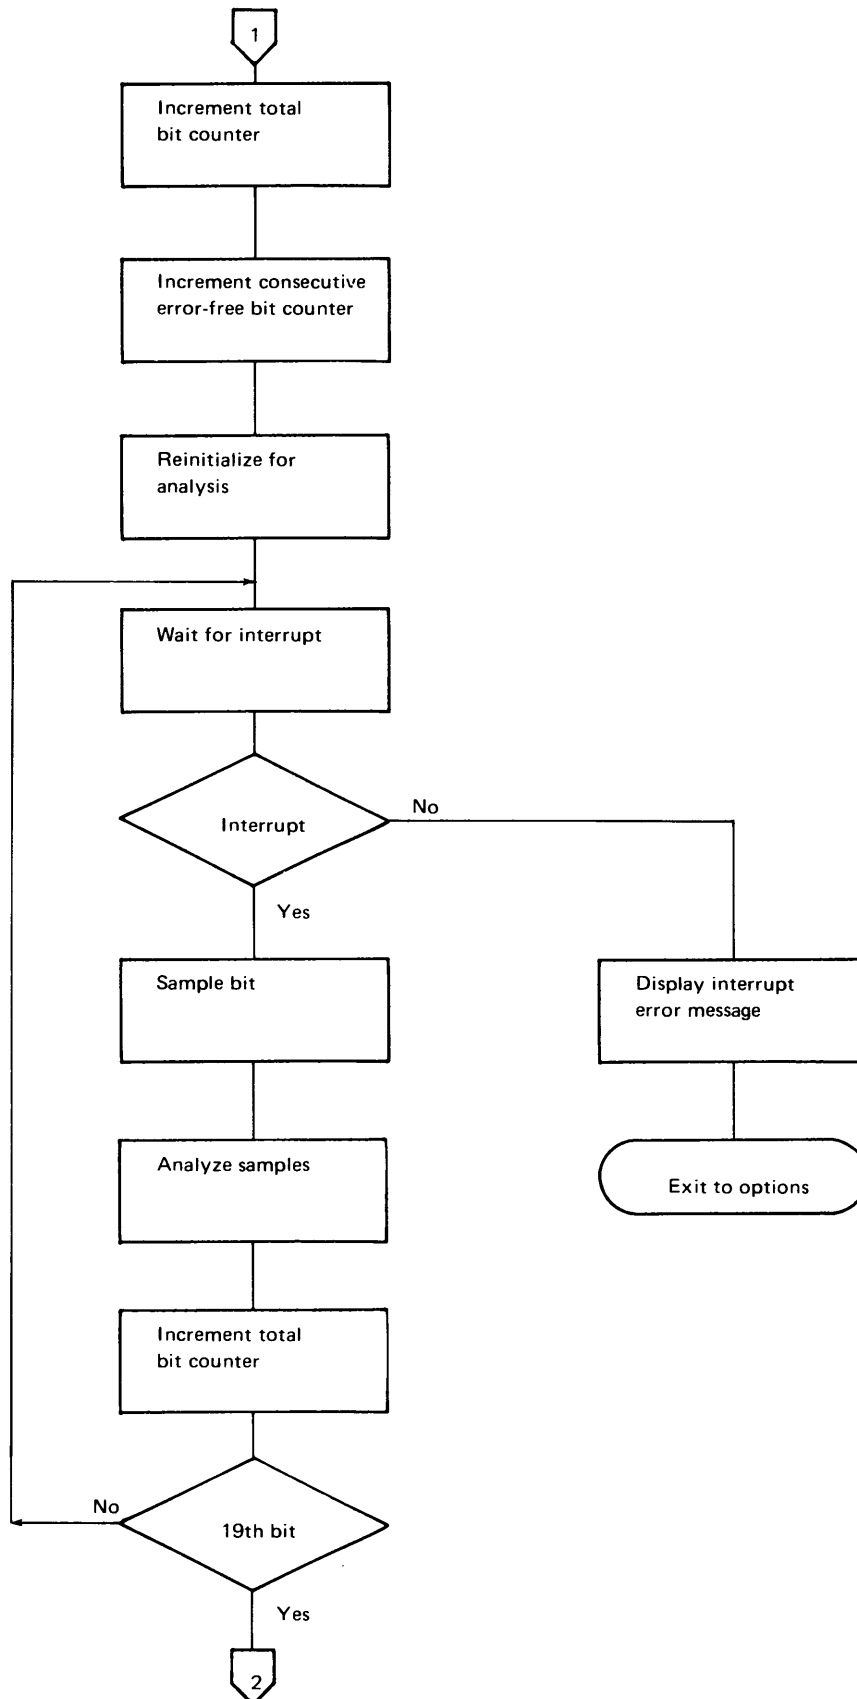 1
Increment total
bit counter
Increment consecutive
error-free bit counter
Reinitialize for
analysis
Wait for interrupt
Interrupt
No
Yes
Sample bit
Display interrupt
error message
Analyze samples
Exit to options
Increment total
bit counter
No
19th bit
Yes
2